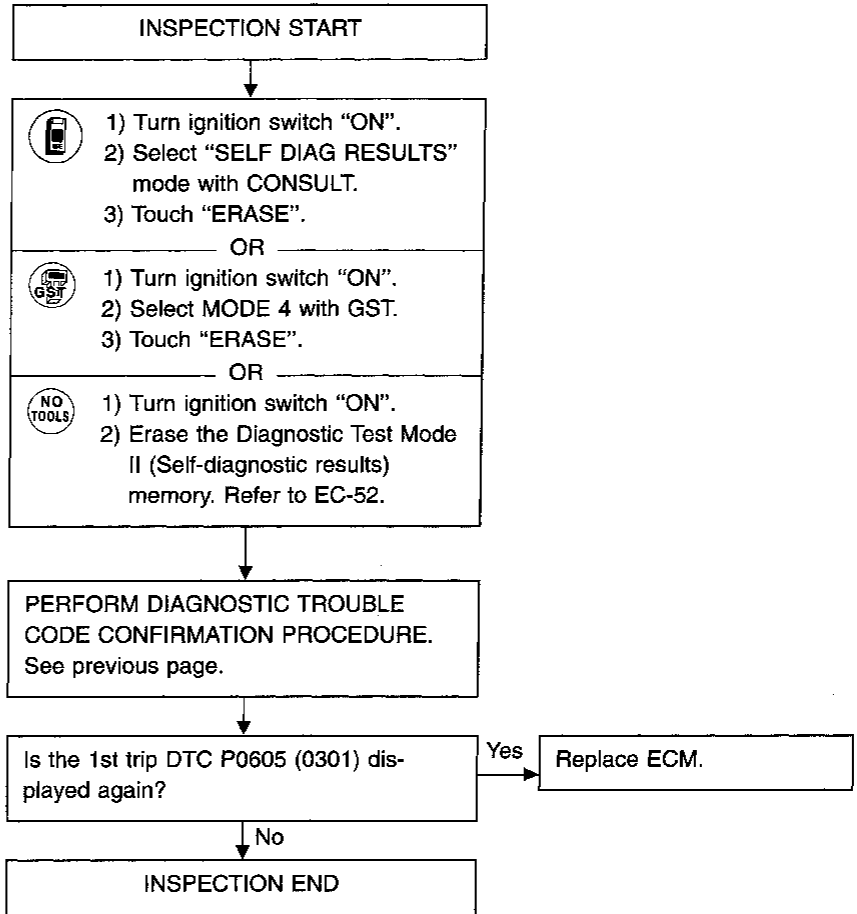 INSPECTION START
1) Turn ignition switch “ON”.
2) Select “SELF DIAG RESULTS”
mode with CONSULT.
3) Touch “ERASE”.
OR
GST
1) Turn ignition switch “ON”.
2) Select MODE 4 with GST.
3) Touch “ERASE”.
OR
NO
TOOLS
1) Turn ignition switch “ON”.
2) Erase the Diagnostic Test Mode
II (Self-diagnostic results)
memory. Refer to EC-52.
PERFORM DIAGNOSTIC TROUBLE
CODE CONFIRMATION PROCEDURE.
See previous page.
Is the 1st trip DTC P0605 (0301) dis-
played again?
Yes
Replace ECM.
No
INSPECTION END